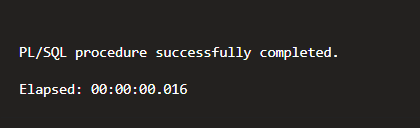 PL/SQL procedure successfully completed.
Elapsed: 00:00:00.016